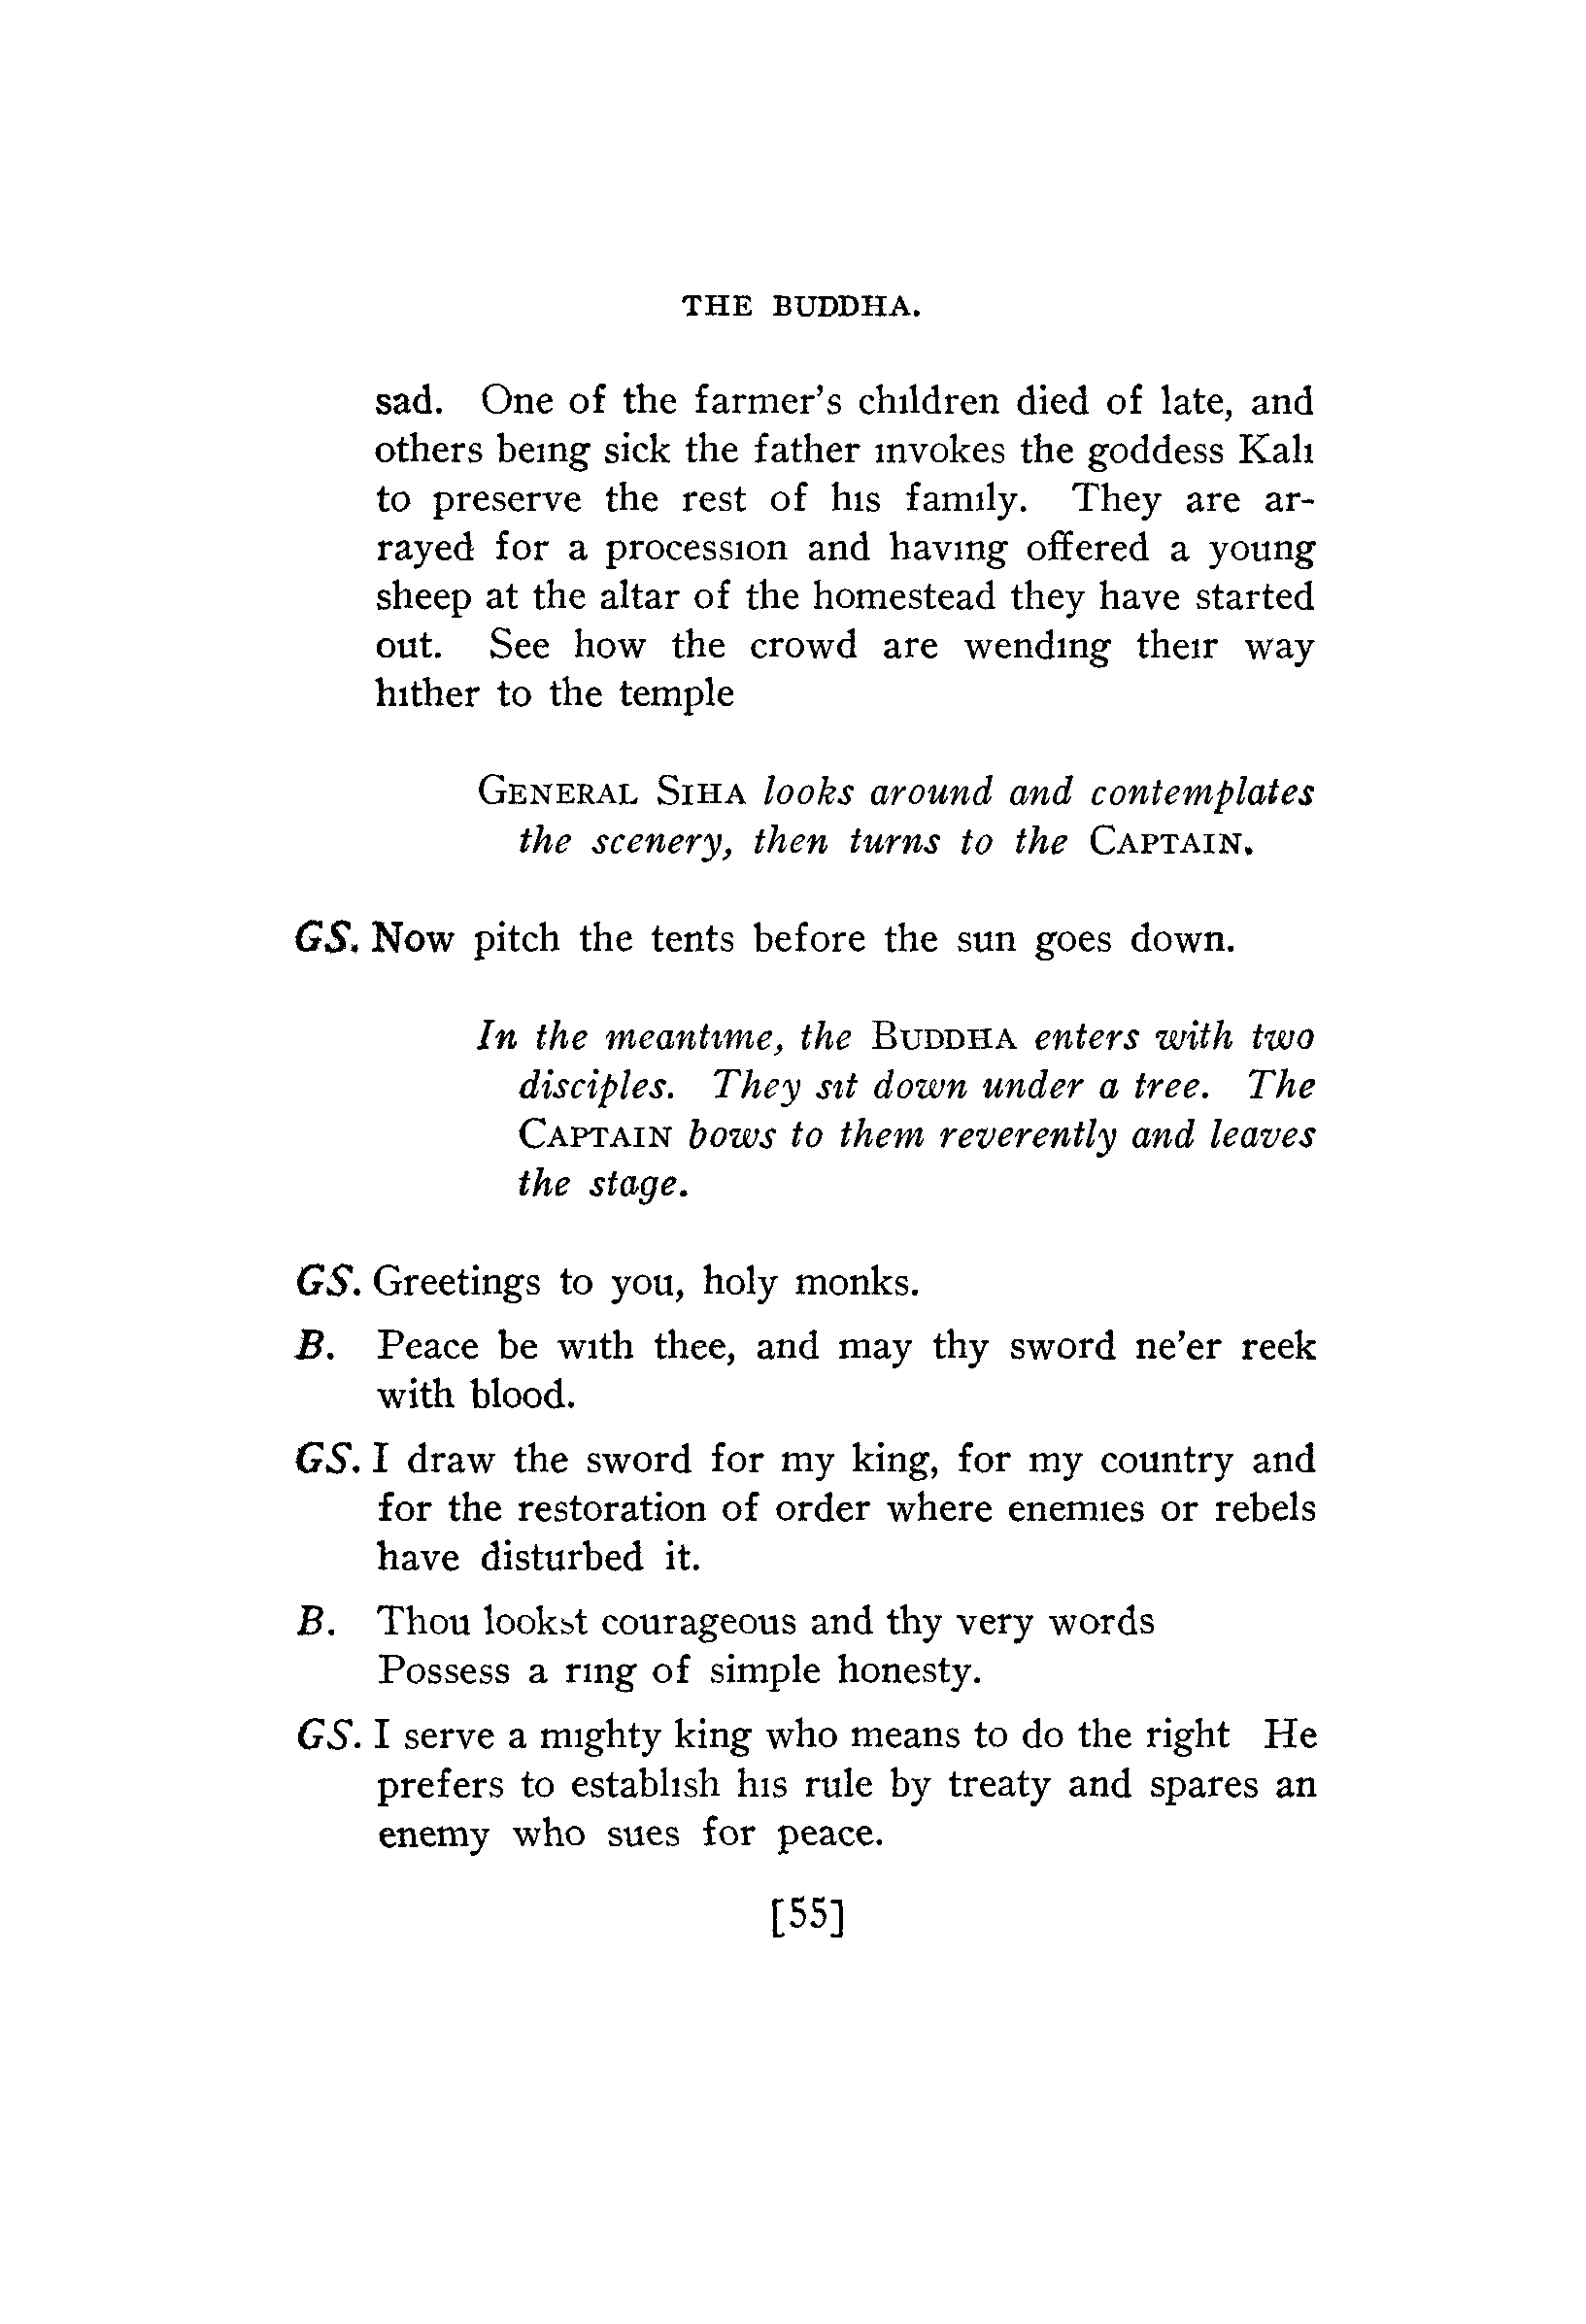 THE BUDDHA.
sad. One of the farmer's children died of late, and
others being sick the father invokes the goddess Kali
to preserve the rest of his family. They are ar-
rayed for a procession and having offered a young
sheep at the altar of the homestead they have started
out. See how the crowd are wending their way
hither to the temple
GENERAL SIHA looks around and contemplates
the scenery, then turns to the CAPTAIN.
GS. Now pitch the tents before the sun goes down.
In the meantime, the BUDDHA enters with two
disciples. They sit down under a tree. The
CAPTAIN bows to them reverently and leaves
the stage.
GS. Greetings to you, holy monks.
B. Peace be with thee, and may thy sword ne'er reek
with blood.
GS. I draw the sword for my king, for my country and
for the restoration of order where enemies or rebels
have disturbed it.
B. Thou lookst courageous and thy very words
Possess a ring of simple honesty.
GS. I serve a mighty king who means to do the right He
prefers to establish his rule by treaty and spares an
enemy who sues for peace.
[55]